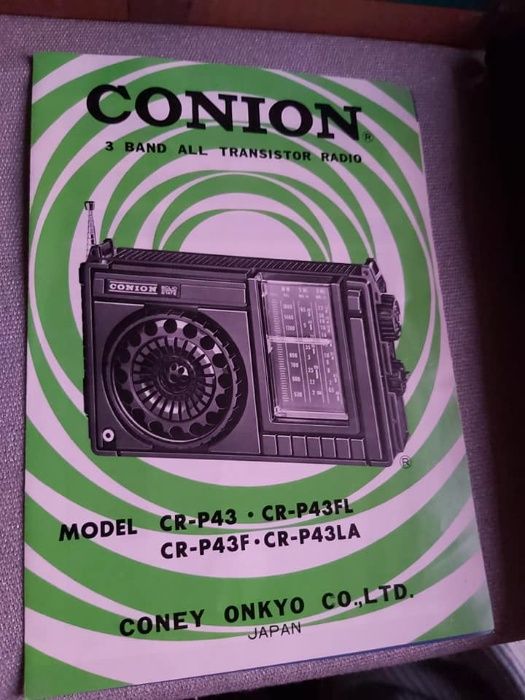 CONION ®
3 BAND ALL TRANSISTOR RADIO
CONION
®
MODEL CR-P43 · CR-P43FL
CR-P43F · CR-P43LA
CONEY ONKYO CO.,LTD.
JAPAN